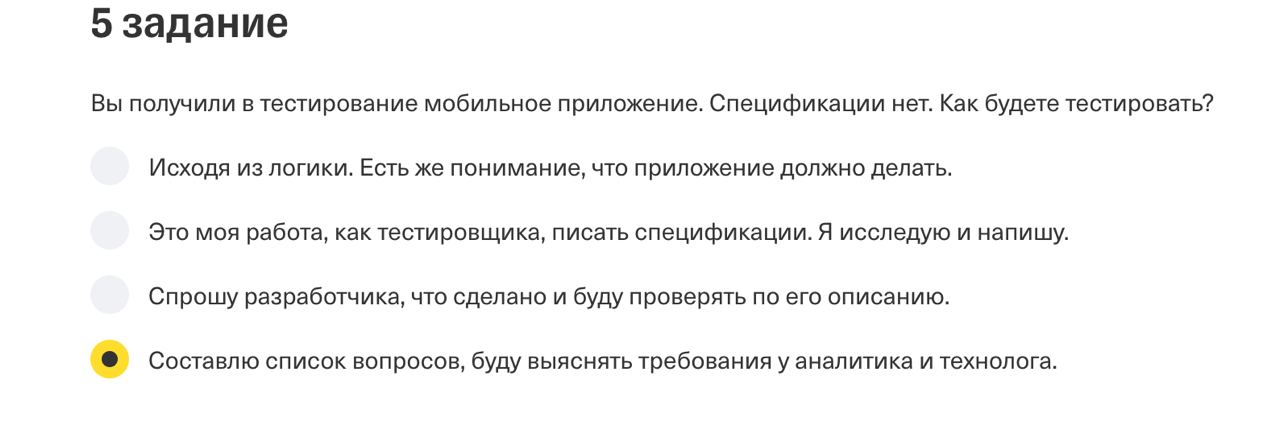 5 задание
Вы получили в тестирование мобильное приложение. Спецификации нет. Как будете тестировать?
Исходя из логики. Есть же понимание, что приложение должно делать.
Это моя работа, как тестировщика, писать спецификации. Я исследую и напишу.
Спрошу разработчика, что сделано и буду проверять по его описанию.
Составлю список вопросов, буду выяснять требования у аналитика и технолога.